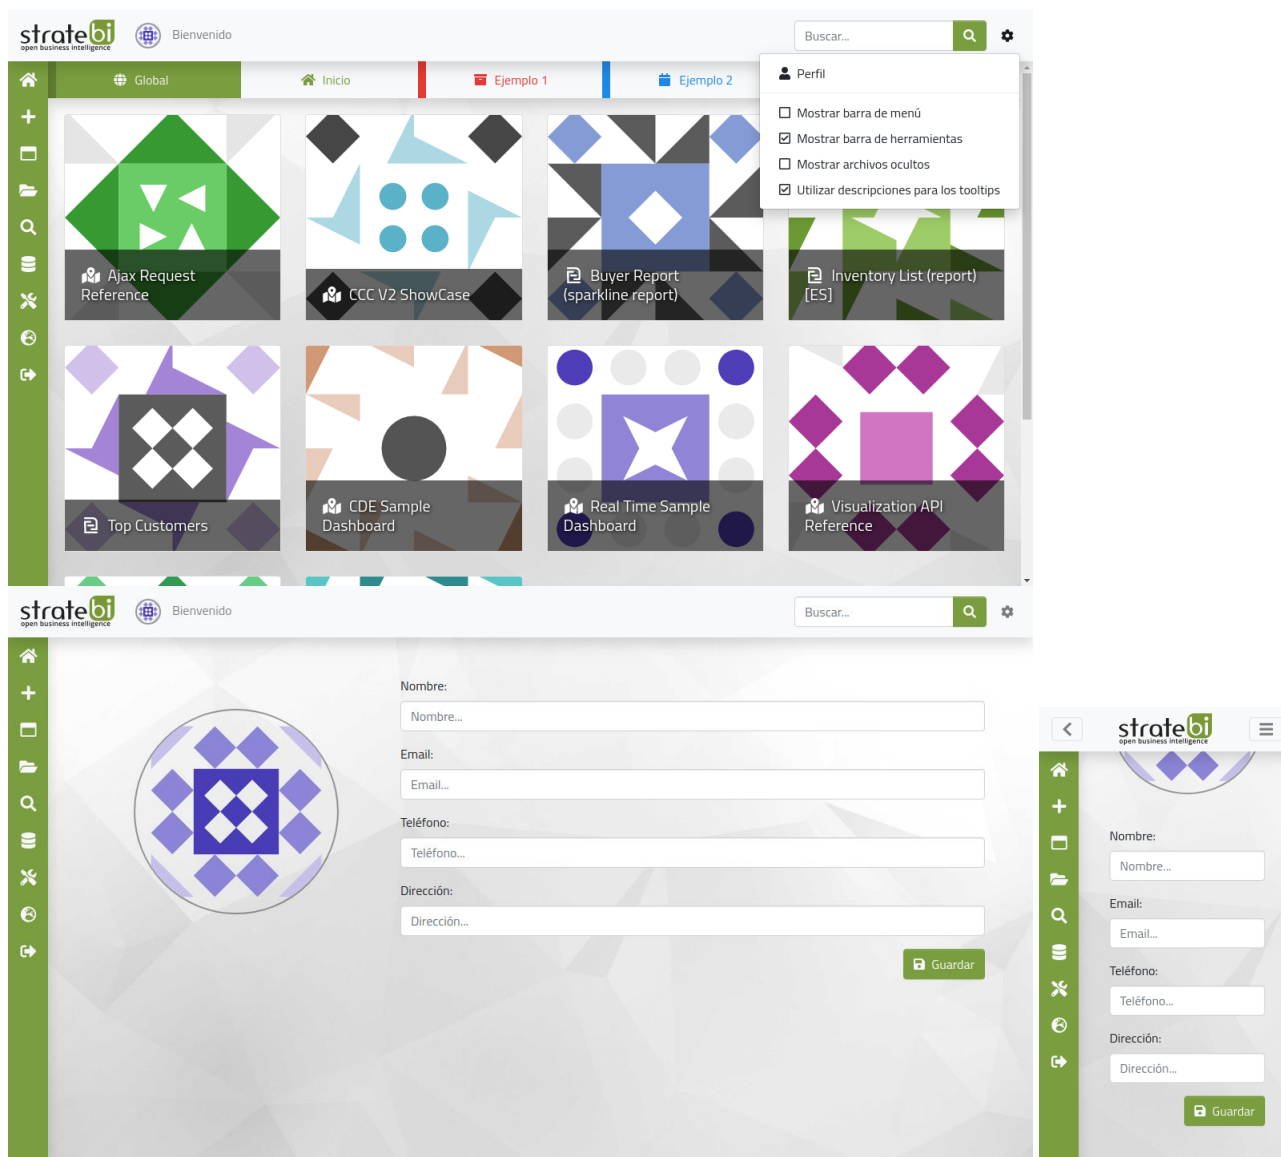 stratebi
open business intelligence
Bienvenido
Buscar...
Perfil
Mostrar barra de menú
Mostrar barra de herramientas
Mostrar archivos ocultos
Utilizar descripciones para los tooltips
Global
Inicio
Ejemplo 1
Ejemplo 2
Ajax Request
Reference
CCC V2 ShowCase
Buyer Report
(sparkline report)
Inventory List (report)
[ES]
Top Customers
CDE Sample
Dashboard
Real Time Sample
Dashboard
Visualization API
Reference
stratebi
open business intelligence
Bienvenido
Buscar...
Nombre:
Nombre...
Email:
Email...
Teléfono:
Teléfono...
Dirección:
Dirección...
Guardar
stratebi
open business intelligence
Nombre:
Nombre...
Email:
Email...
Teléfono:
Teléfono...
Dirección:
Dirección...
Guardar